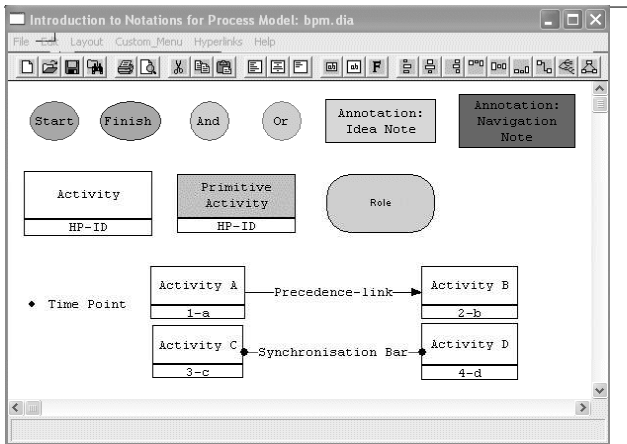 Introduction to Notations for Process Model: bpm.dia
File Edit Layout Custom_Menu Hyperlinks Help
Start
Finish
And
Or
Annotation:
Idea Note
Annotation:
Navigation
Note
Activity
HP-ID
Primitive
Activity
HP-ID
Role
Time Point
Activity A
1-a
Precedence-link
Activity B
2-b
Activity C
3-c
Synchronisation Bar
Activity D
4-d